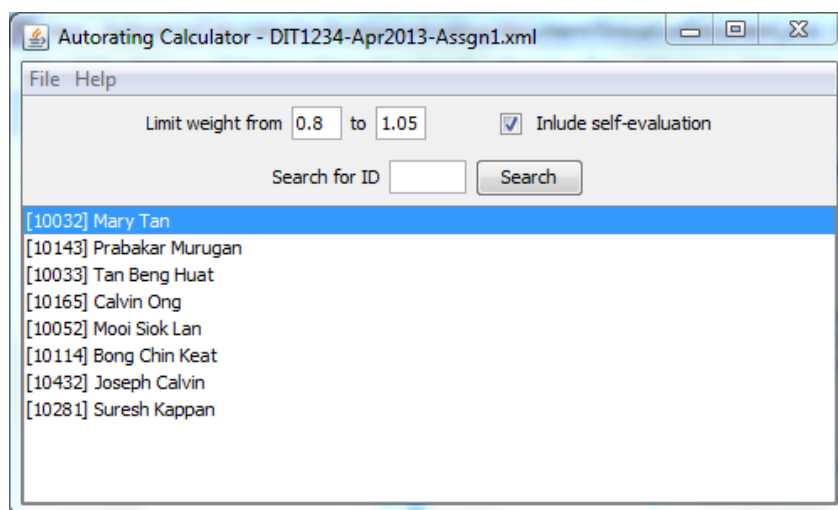 Autorating Calculator - DIT1234-Apr2013-Assgn1.xml
File Help
Limit weight from 0.8 to 1.05 Inlude self-evaluation
Search for ID Search
[10032] Mary Tan
[10143] Prabakar Murugan
[10033] Tan Beng Huat
[10165] Calvin Ong
[10052] Mooi Siok Lan
[10114] Bong Chin Keat
[10432] Joseph Calvin
[10281] Suresh Kappan